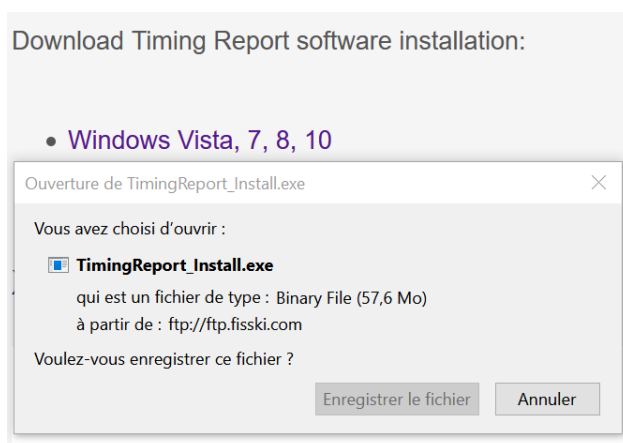 Download Timing Report software installation:
• Windows Vista, 7, 8, 10
Ouverture de TimingReport_Install.exe
Vous avez choisi d'ouvrir :
TimingReport_Install.exe
qui est un fichier de type : Binary File (57,6 Mo)
à partir de : ftp://ftp.fisski.com
Voulez-vous enregistrer ce fichier ?
Enregistrer le fichier Annuler